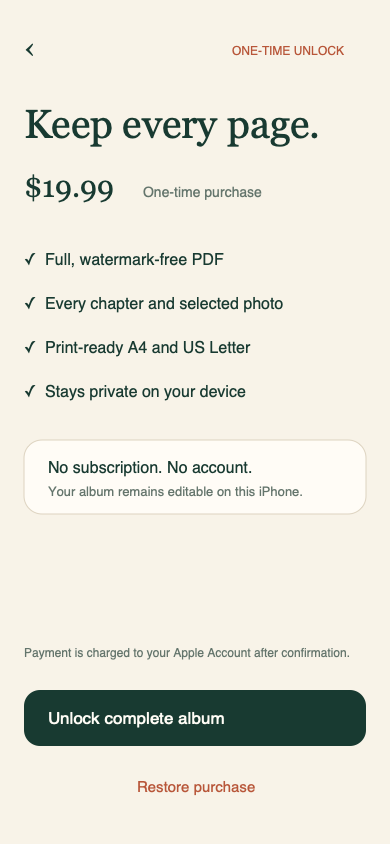 ONE-TIME UNLOCK
Keep every page.
$19.99 One-time purchase
✓ Full, watermark-free PDF
✓ Every chapter and selected photo
✓ Print-ready A4 and US Letter
✓ Stays private on your device
No subscription. No account.
Your album remains editable on this iPhone.
Payment is charged to your Apple Account after confirmation.
Unlock complete album
Restore purchase